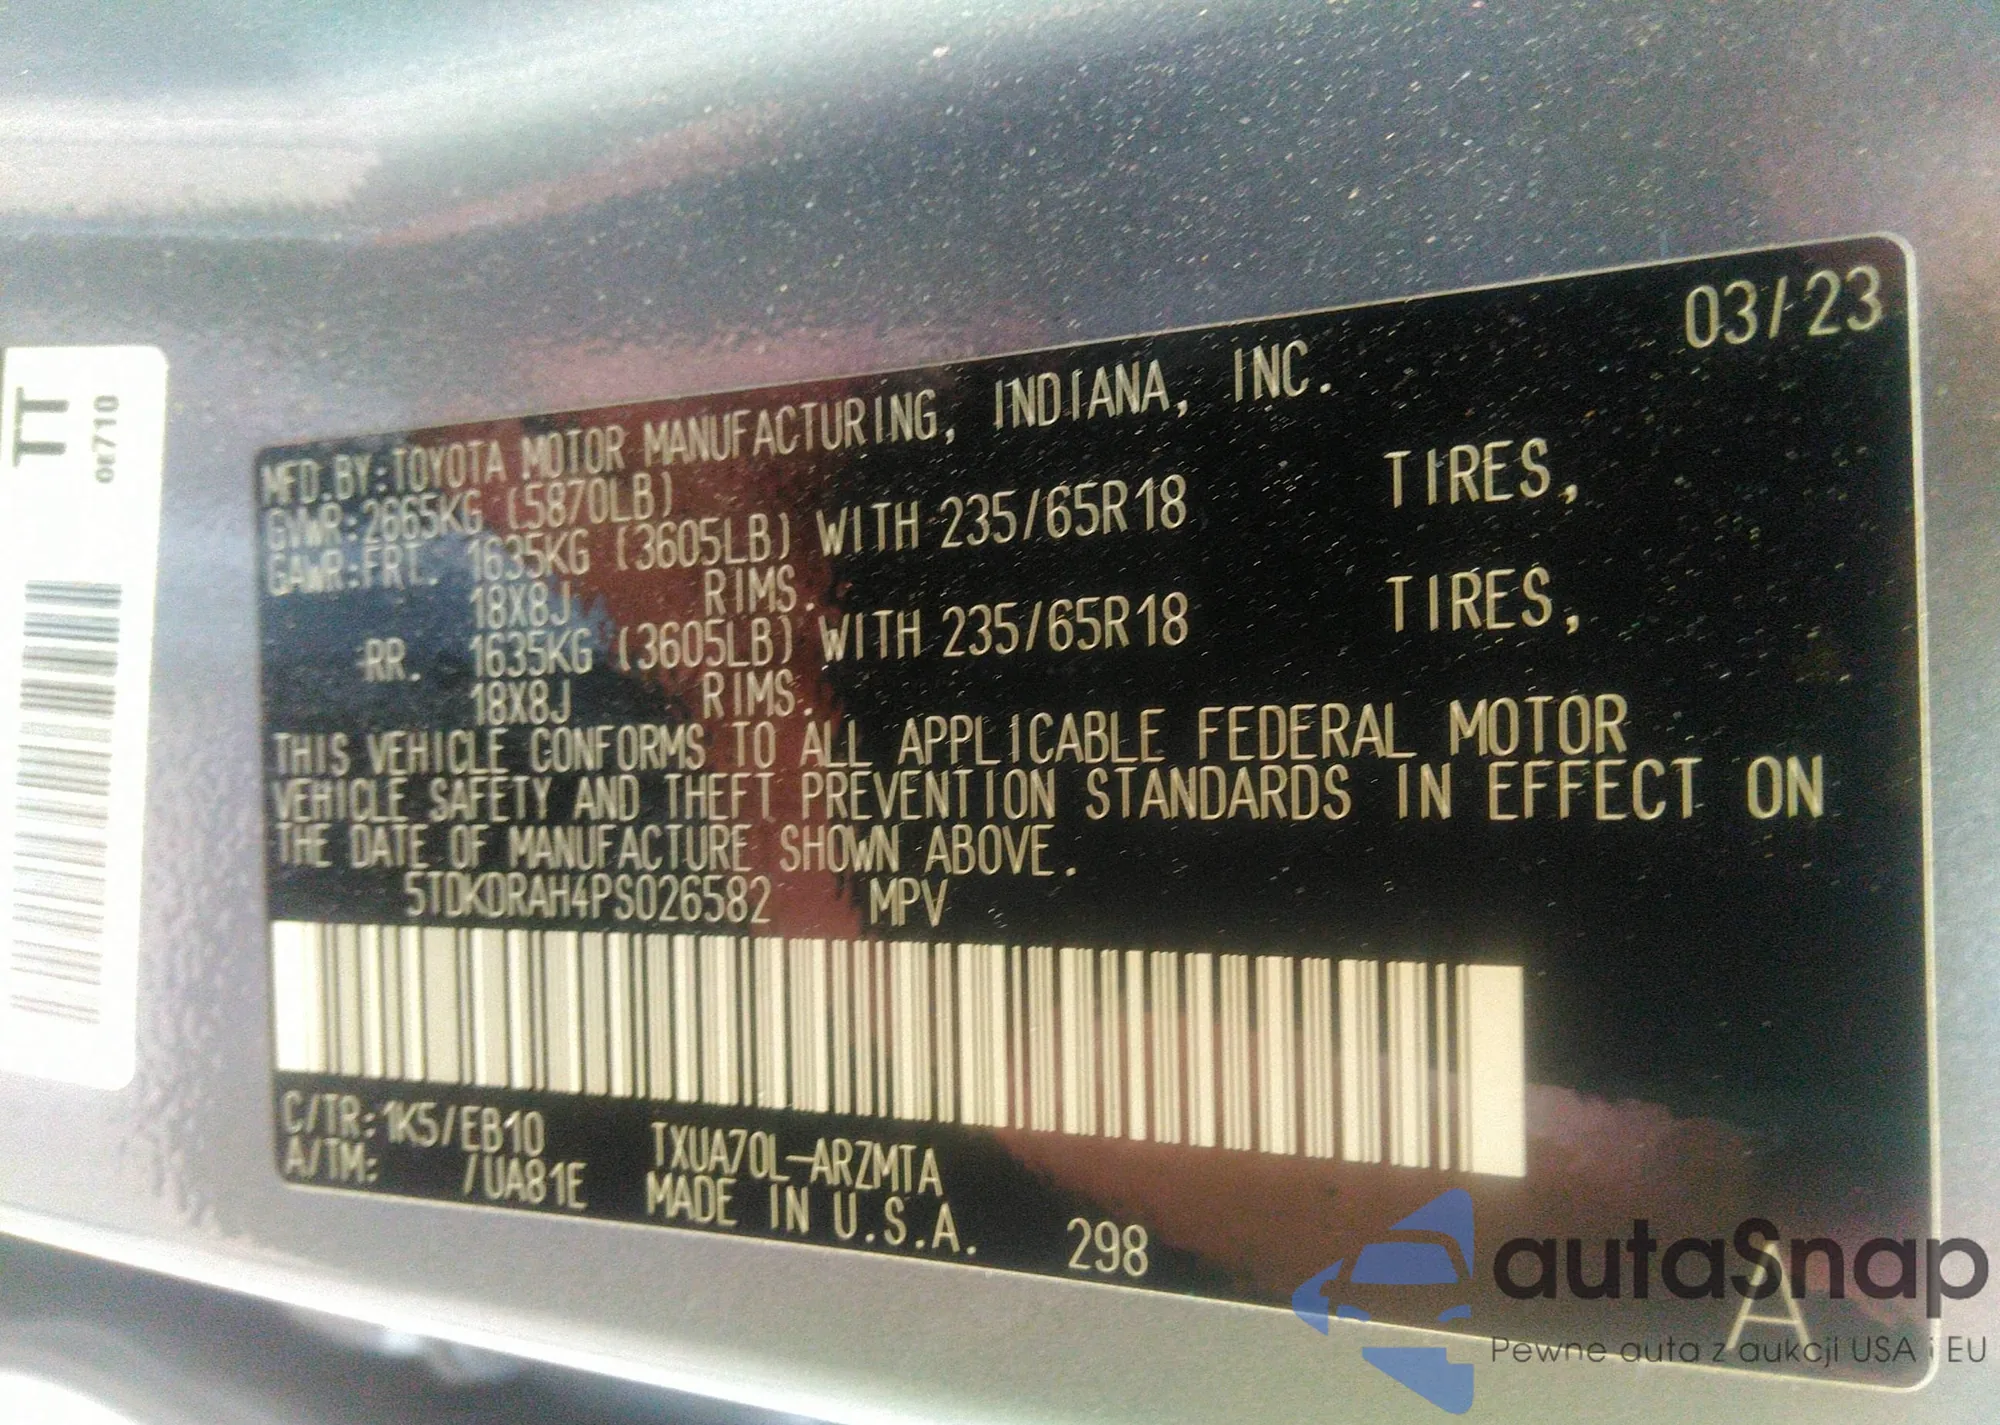 03/23
MFD.BY:TOYOTA MOTOR MANUFACTURING, INDIANA, INC.
GVWR:2665KG (5870LB)
GAWR:FRT. 1635KG (3605LB) WITH 235/65R18 TIRES,
18X8J RIMS.
RR. 1635KG (3605LB) WITH 235/65R18 TIRES,
18X8J RIMS.
THIS VEHICLE CONFORMS TO ALL APPLICABLE FEDERAL MOTOR
VEHICLE SAFETY AND THEFT PREVENTION STANDARDS IN EFFECT ON
THE DATE OF MANUFACTURE SHOWN ABOVE.
5TDKDRAH4PS026582 MPV
C/TR:1K5/EB10 TXUA70L-ARZMTA
A/TM: /UA81E MADE IN U.S.A. 298
A
TT
0E710
autaSnap
Pewne auta z aukcji USA i EU